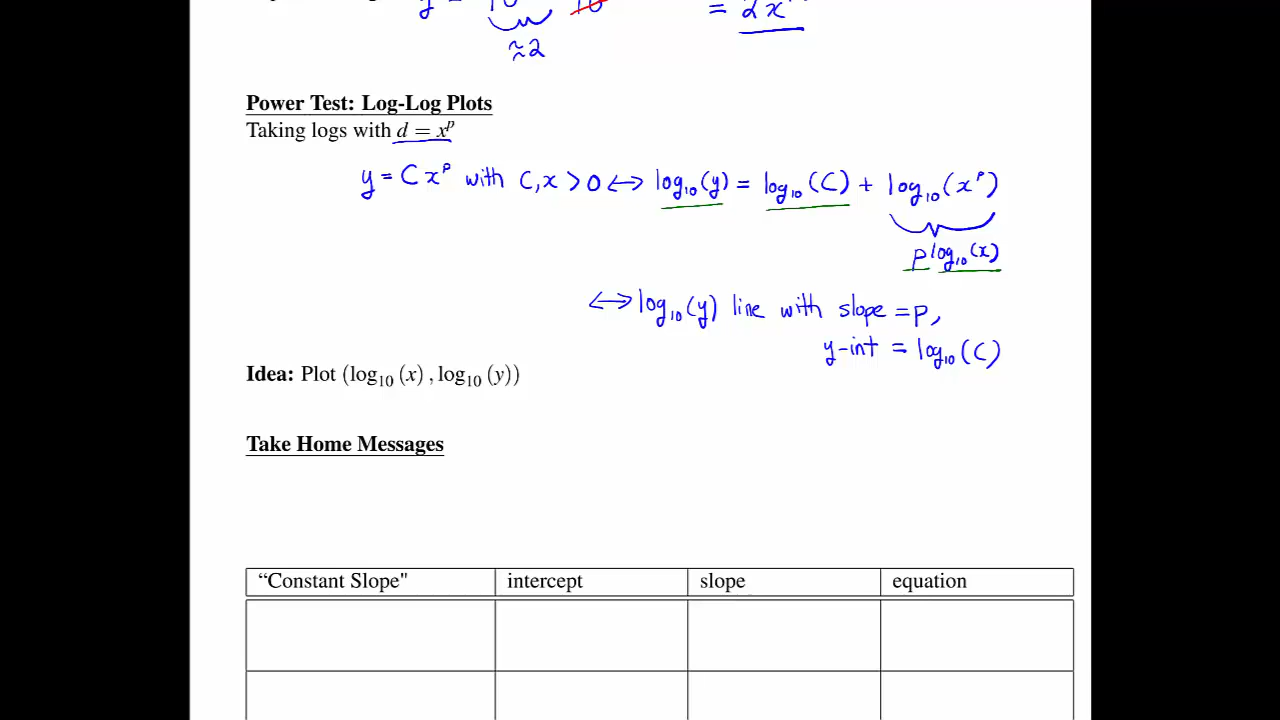 ≈2
= 2x
Power Test: Log-Log Plots
Taking logs with d = x^p
y = Cx^p with C, x > 0 ↔ log₁₀(y) = log₁₀(C) + log₁₀(x^p)
p log₁₀(x)
↔ log₁₀(y) line with slope = p,
y-int = log₁₀(C)
Idea: Plot (log₁₀(x), log₁₀(y))
Take Home Messages
“Constant Slope" intercept slope equation